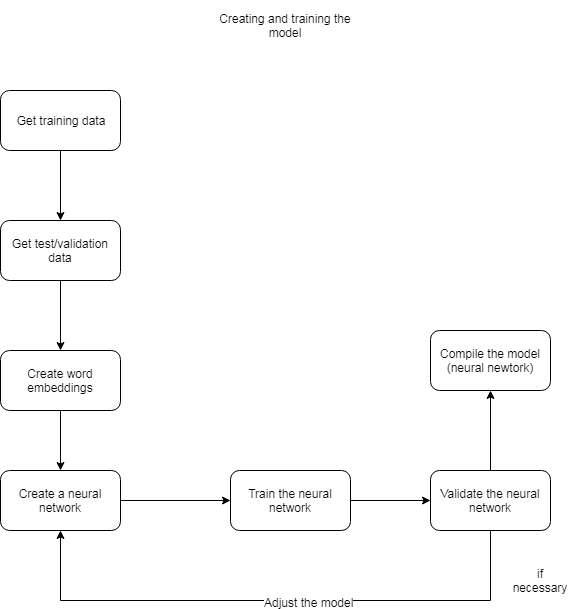 Creating and training the
model
Get training data
Get test/validation
data
Create word
embeddings
Compile the model
(neural newtork)
Create a neural
network
Train the neural
network
Validate the neural
network
if
necessary
Adjust the model